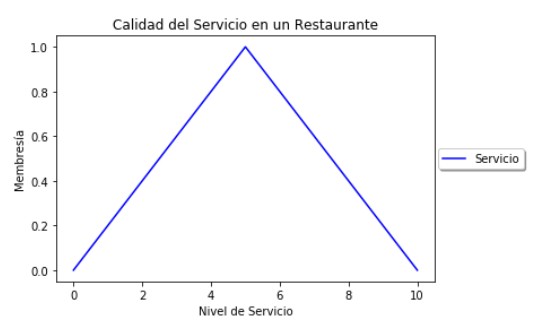 Calidad del Servicio en un Restaurante
1.0
0.8
0.6
0.4
0.2
0.0
Membresía
Servicio
0 2 4 6 8 10
Nivel de Servicio